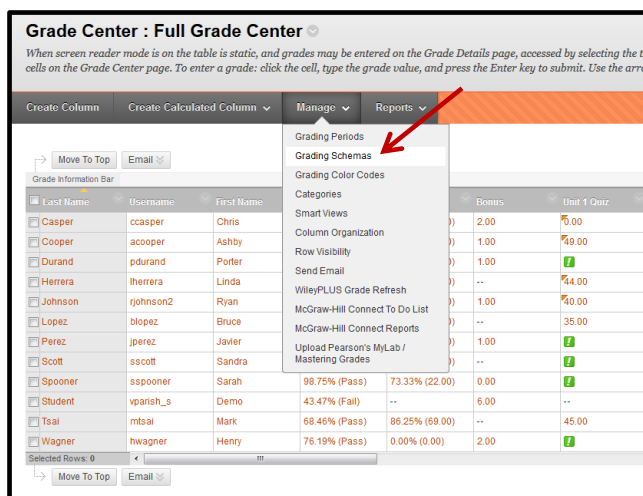 Grade Center : Full Grade Center
When screen reader mode is on the table is static, and grades may be entered on the Grade Details page, accessed by selecting the t
cells on the Grade Center page. To enter a grade: click the cell, type the grade value, and press the Enter key to submit. Use the arr
Create Column Create Calculated Column Manage Reports
Grading Periods
Grading Schemas
Grading Color Codes
Categories
Smart Views
Column Organization
Row Visibility
Send Email
WileyPLUS Grade Refresh
McGraw-Hill Connect To Do List
McGraw-Hill Connect Reports
Upload Pearson's MyLab /
Mastering Grades
Move To Top Email
Grade Information Bar
Last Name Username First Name Bonus Unit 1 Quiz
Casper ccasper Chris ) 2.00 0.00
Cooper acooper Ashby ) 1.00 49.00
Durand pdurand Porter ) 1.00 !
Herrera lherrera Linda ) -- 44.00
Johnson rjohnson2 Ryan ) 1.00 40.00
Lopez blopez Bruce ) -- 35.00
Perez jperez Javier ) 1.00 !
Scott sscott Sandra ) -- !
Spooner sspooner Sarah 98.75% (Pass) 73.33% (22.00) 0.00 !
Student vparish_s Demo 43.47% (Fail) -- 6.00 --
Tsai mtsai Mark 68.46% (Pass) 86.25% (69.00) -- 45.00
Wagner hwagner Henry 76.19% (Pass) 0.00% (0.00) 2.00 !
Selected Rows: 0
Move To Top Email